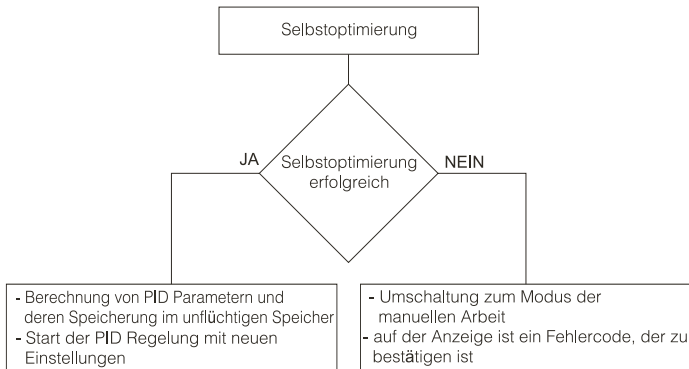 Selbstoptimierung
JA
Selbstoptimierung
erfolgreich
NEIN
- Berechnung von PID Parametern und
deren Speicherung im unflüchtigen Speicher
- Start der PID Regelung mit neuen
Einstellungen
- Umschaltung zum Modus der
manuellen Arbeit
- auf der Anzeige ist ein Fehlercode, der zu
bestätigen ist